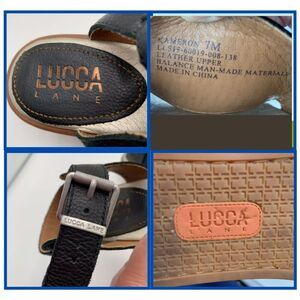 LUCCA
LANE
KAMERON 7M
LEATHER UPPER
BALANCE MAN-MADE MATERIAL
MADE IN CHINA
LUCCA LANE
LUCCA
LANE